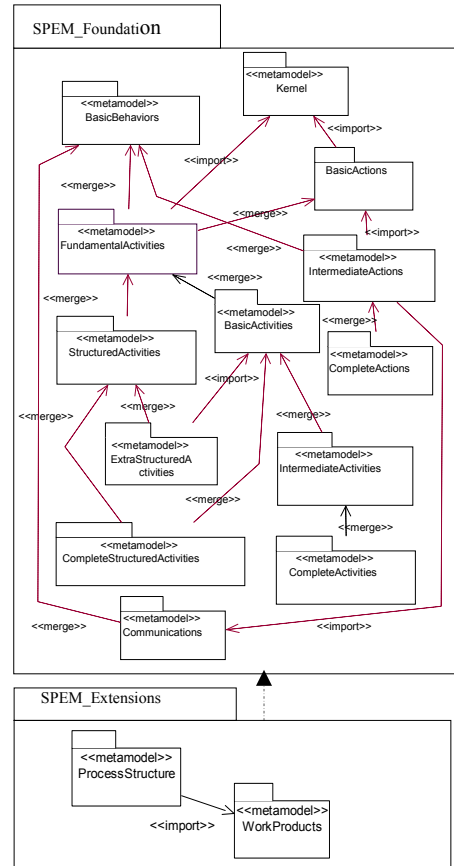 SPEM_Foundation
<<metamodel>>
Kernel
<<metamodel>>
BasicBehaviors
<<import>>
<<import>>
<<metamodel>>
BasicActions
<<merge>>
<<merge>>
<<metamodel>>
FundamentalActivities
<<import>>
<<metamodel>>
IntermediateActions
<<merge>>
<<merge>>
<<metamodel>>
BasicActivities
<<metamodel>>
StructuredActivities
<<merge>>
<<metamodel>>
CompleteActions
<<import>>
<<merge>>
<<merge>>
<<metamodel>>
ExtraStructuredA
ctivities
<<merge>>
<<metamodel>>
IntermediateActivities
<<merge>>
<<merge>>
<<metamodel>>
CompleteStructuredActivities
<<metamodel>>
CompleteActivities
<<merge>>
<<metamodel>>
Communications
<<import>>
SPEM_Extensions
<<metamodel>>
ProcessStructure
<<import>>
<<metamodel>>
WorkProducts